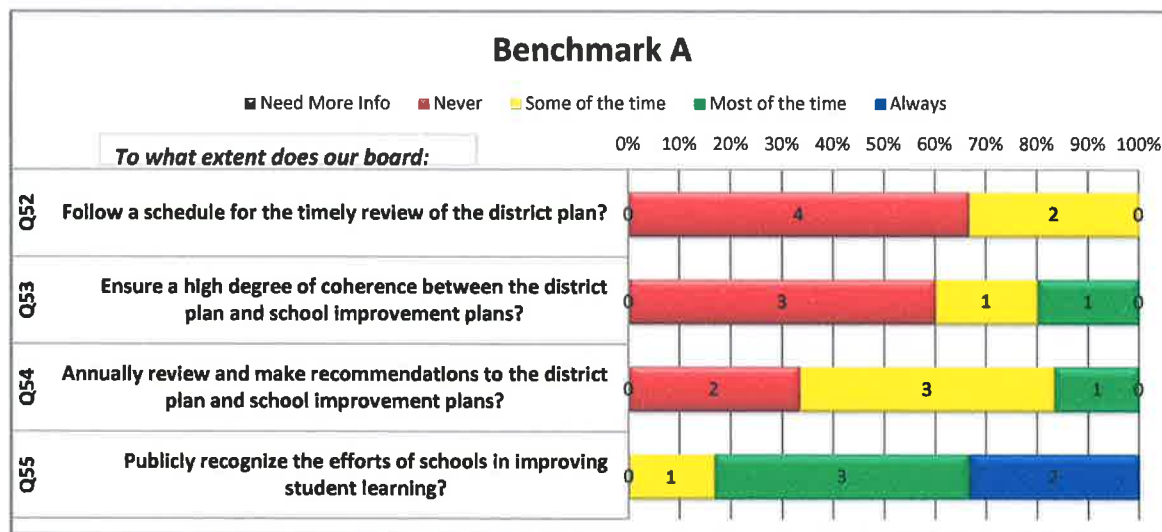 Benchmark A
Need More Info Never Some of the time Most of the time Always
To what extent does our board:
0% 10% 20% 30% 40% 50% 60% 70% 80% 90% 100%
Q52
Follow a schedule for the timely review of the district plan?
0 4 2 0
Q53
Ensure a high degree of coherence between the district
plan and school improvement plans?
0 3 1 1 0
Q54
Annually review and make recommendations to the district
plan and school improvement plans?
0 2 3 1 0
Q55
Publicly recognize the efforts of schools in improving
student learning?
0 1 3 2